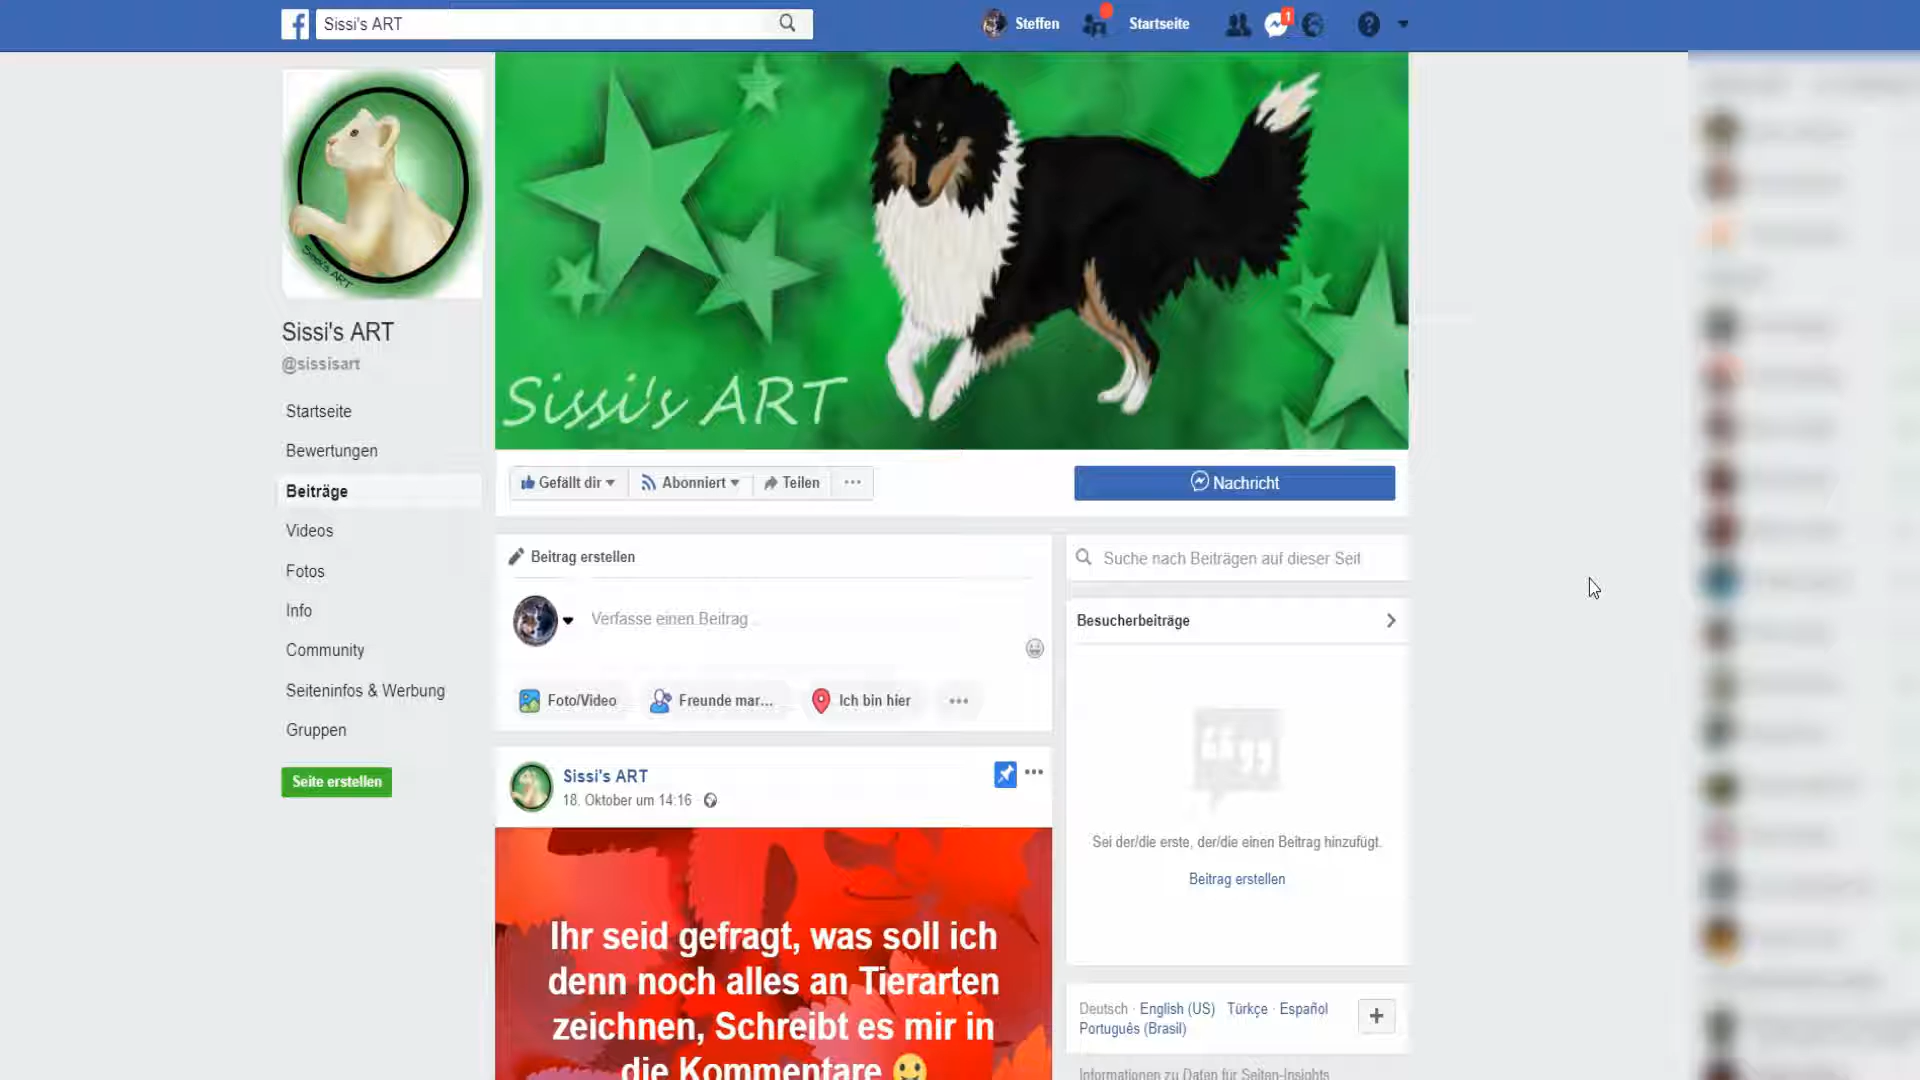 Sissi's ART
Steffen
Startseite
1
Sissi's ART
Sissi's ART
@sissisart
Startseite
Bewertungen
Beiträge
Videos
Fotos
Info
Community
Seiteninfos & Werbung
Gruppen
Seite erstellen
Sissi's ART
Gefällt dir
Abonniert
Teilen
Nachricht
Beitrag erstellen
Verfasse einen Beitrag ...
Foto/Video
Freunde mar...
Ich bin hier
Sissi's ART
18. Oktober um 14:16
Ihr seid gefragt, was soll ich
denn noch alles an Tierarten
zeichnen, Schreibt es mir in
die Kommentare
Suche nach Beiträgen auf dieser Seit
Besucherbeiträge
Sei der/die erste, der/die einen Beitrag hinzufügt.
Beitrag erstellen
Deutsch · English (US) · Türkçe · Español ·
Português (Brasil)
Informationen zu Daten für Seiten-Insights